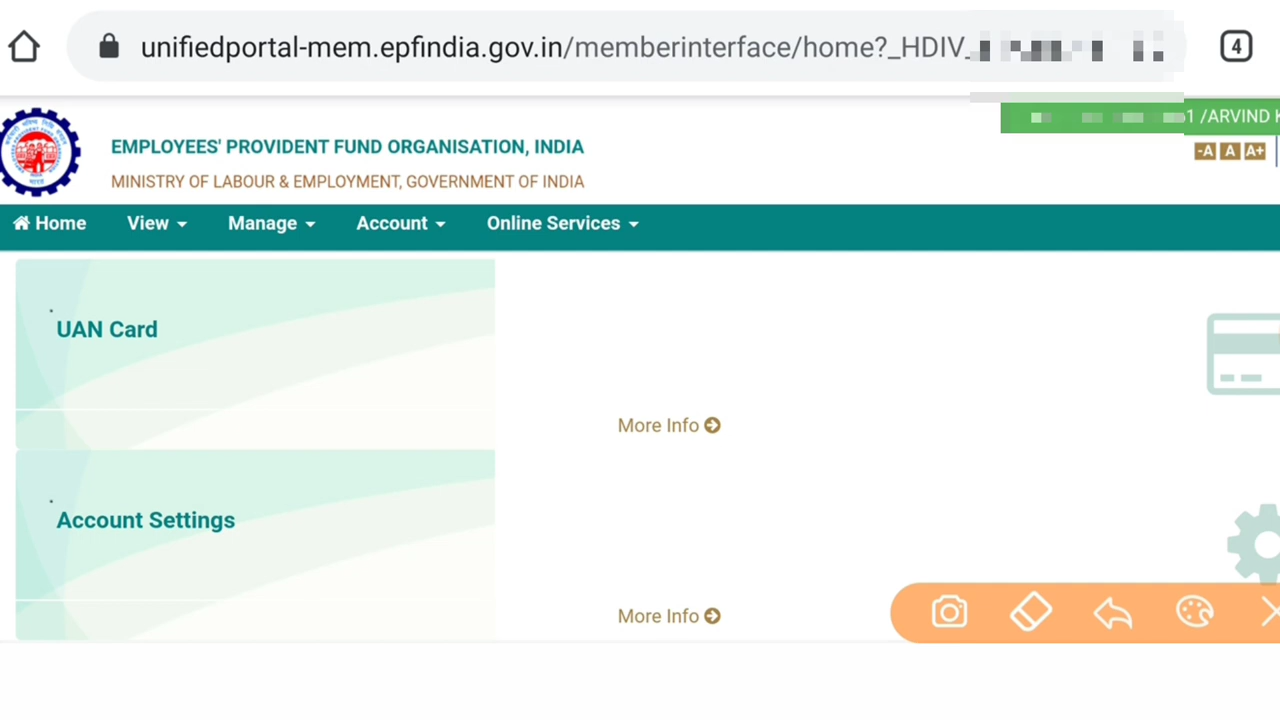 unifiedportal-mem.epfindia.gov.in/memberinterface/home?_HDIV_
4
1 /ARVIND K
EMPLOYEES' PROVIDENT FUND ORGANISATION, INDIA
-A A A+
MINISTRY OF LABOUR & EMPLOYMENT, GOVERNMENT OF INDIA
Home View Manage Account Online Services
UAN Card
More Info
Account Settings
More Info